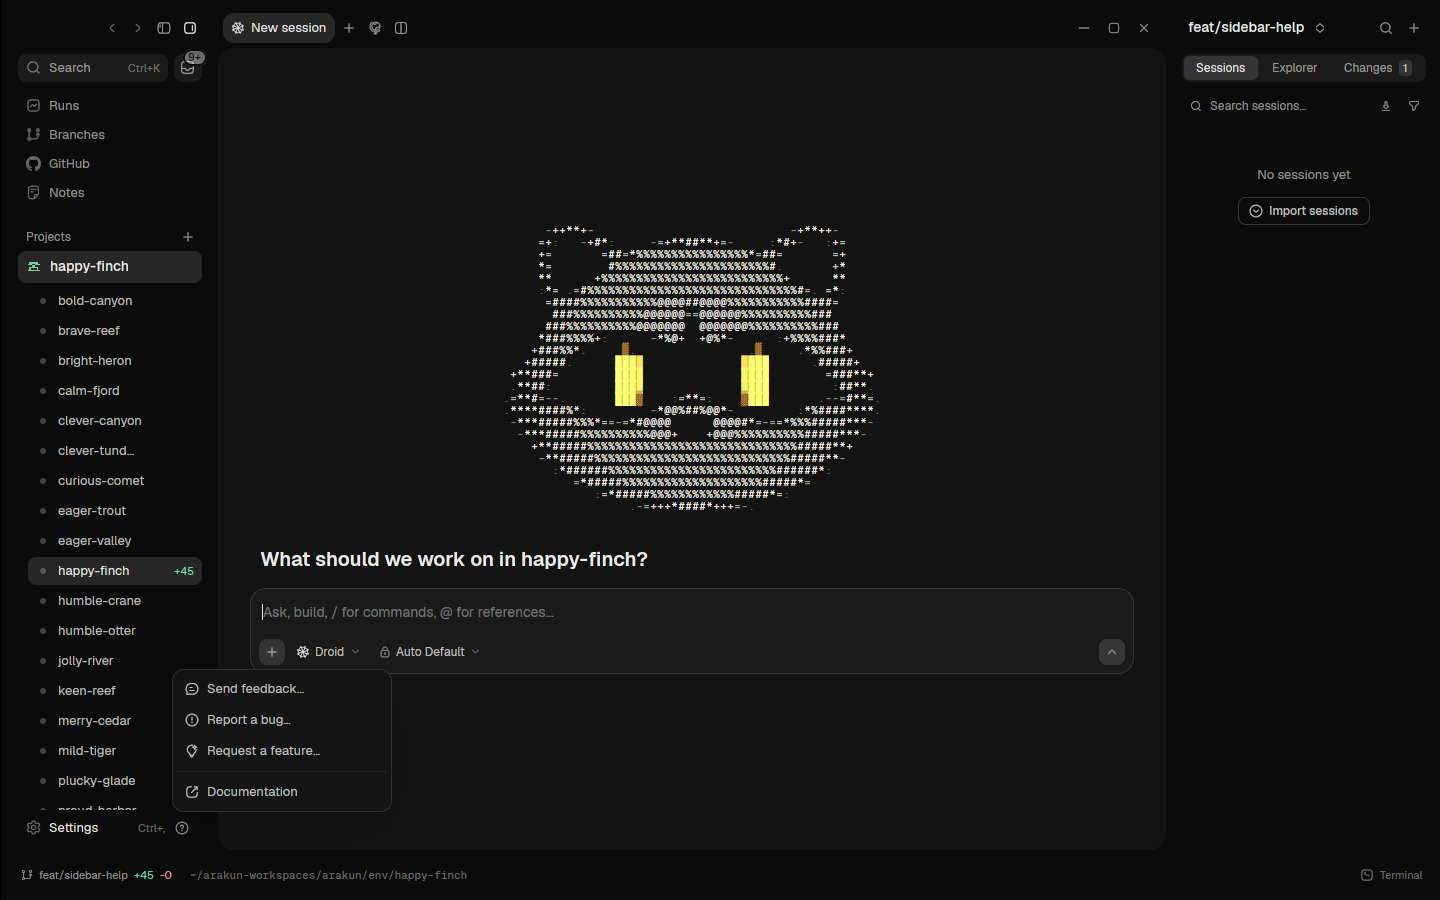 New session
feat/sidebar-help
Search Ctrl+K
9+
Runs
Branches
GitHub
Notes
Projects
happy-finch
bold-canyon
brave-reef
bright-heron
calm-fjord
clever-canyon
clever-tund...
curious-comet
eager-trout
eager-valley
happy-finch +45
humble-crane
humble-otter
jolly-river
keen-reef
merry-cedar
mild-tiger
plucky-glade
Settings Ctrl+,
What should we work on in happy-finch?
Ask, build, / for commands, @ for references...
Droid
Auto Default
Send feedback...
Report a bug...
Request a feature...
Documentation
Sessions
Explorer
Changes 1
Search sessions...
No sessions yet
Import sessions
feat/sidebar-help +45 -0
~/arakun-workspaces/arakun/env/happy-finch
Terminal